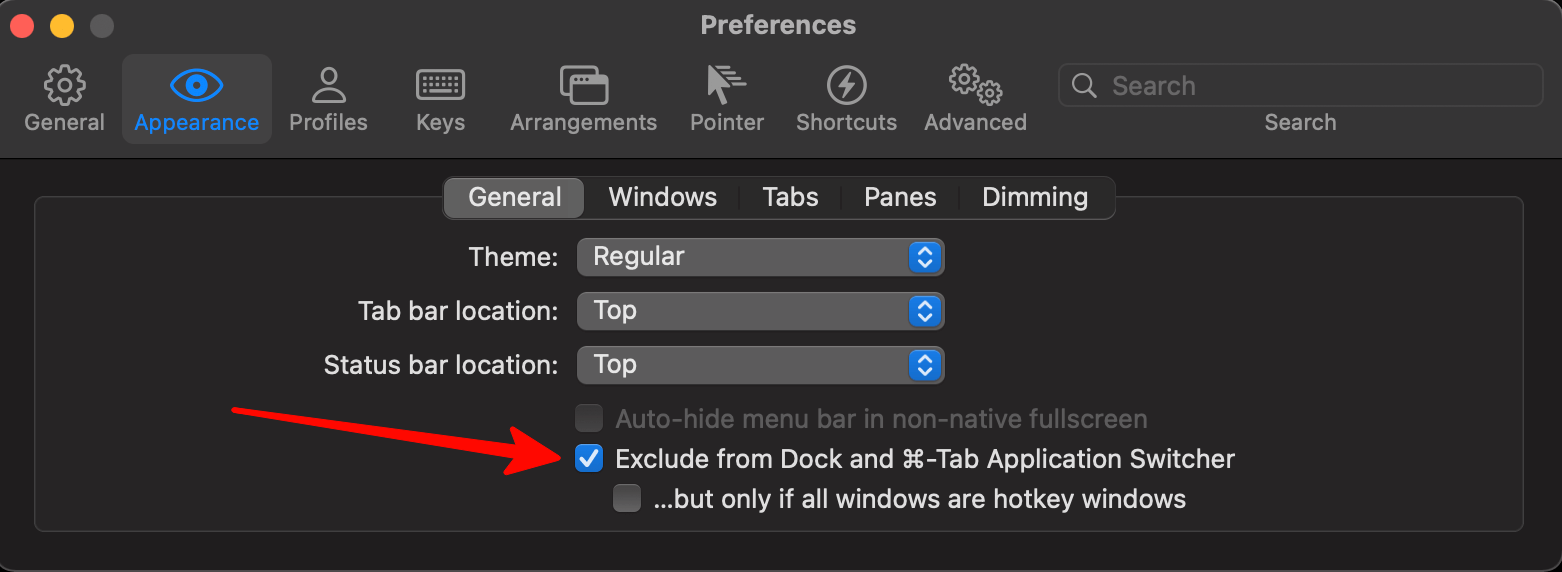 Preferences
General Appearance Profiles Keys Arrangements Pointer Shortcuts Advanced Search
Search
General Windows Tabs Panes Dimming
Theme: Regular
Tab bar location: Top
Status bar location: Top
Auto-hide menu bar in non-native fullscreen
Exclude from Dock and ⌘-Tab Application Switcher
...but only if all windows are hotkey windows